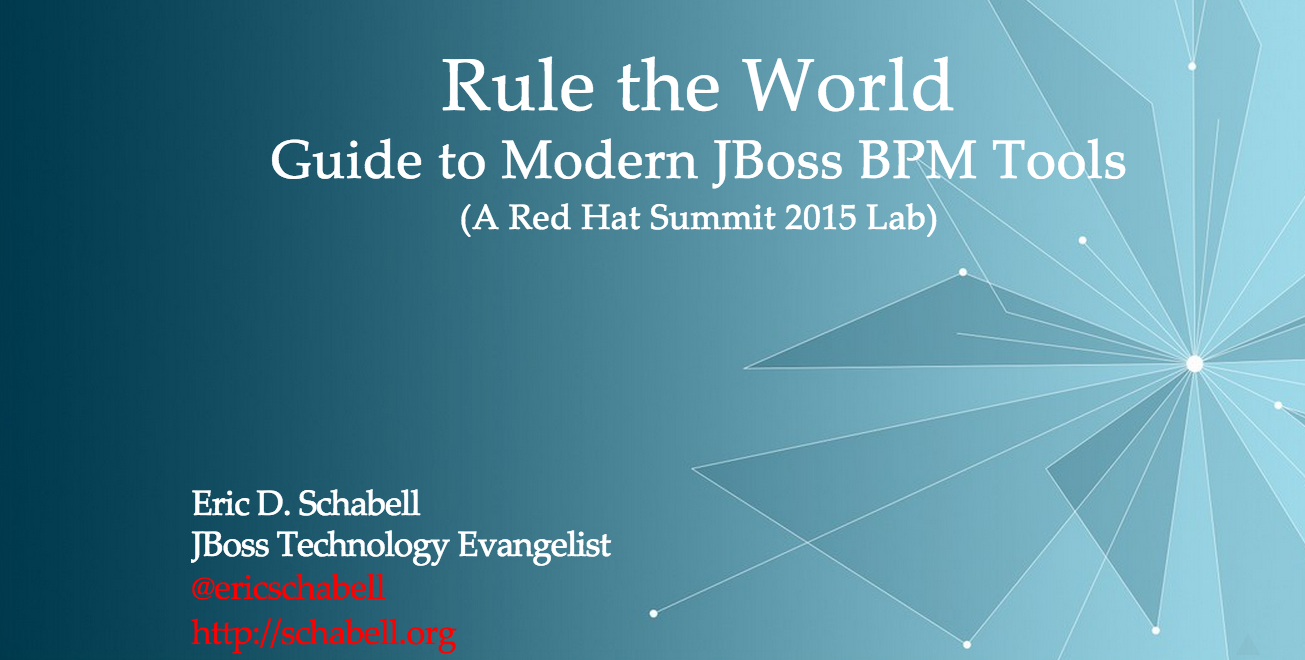 Rule the World
Guide to Modern JBoss BPM Tools
(A Red Hat Summit 2015 Lab)
Eric D. Schabell
JBoss Technology Evangelist
@ericschabell
http://schabell.org